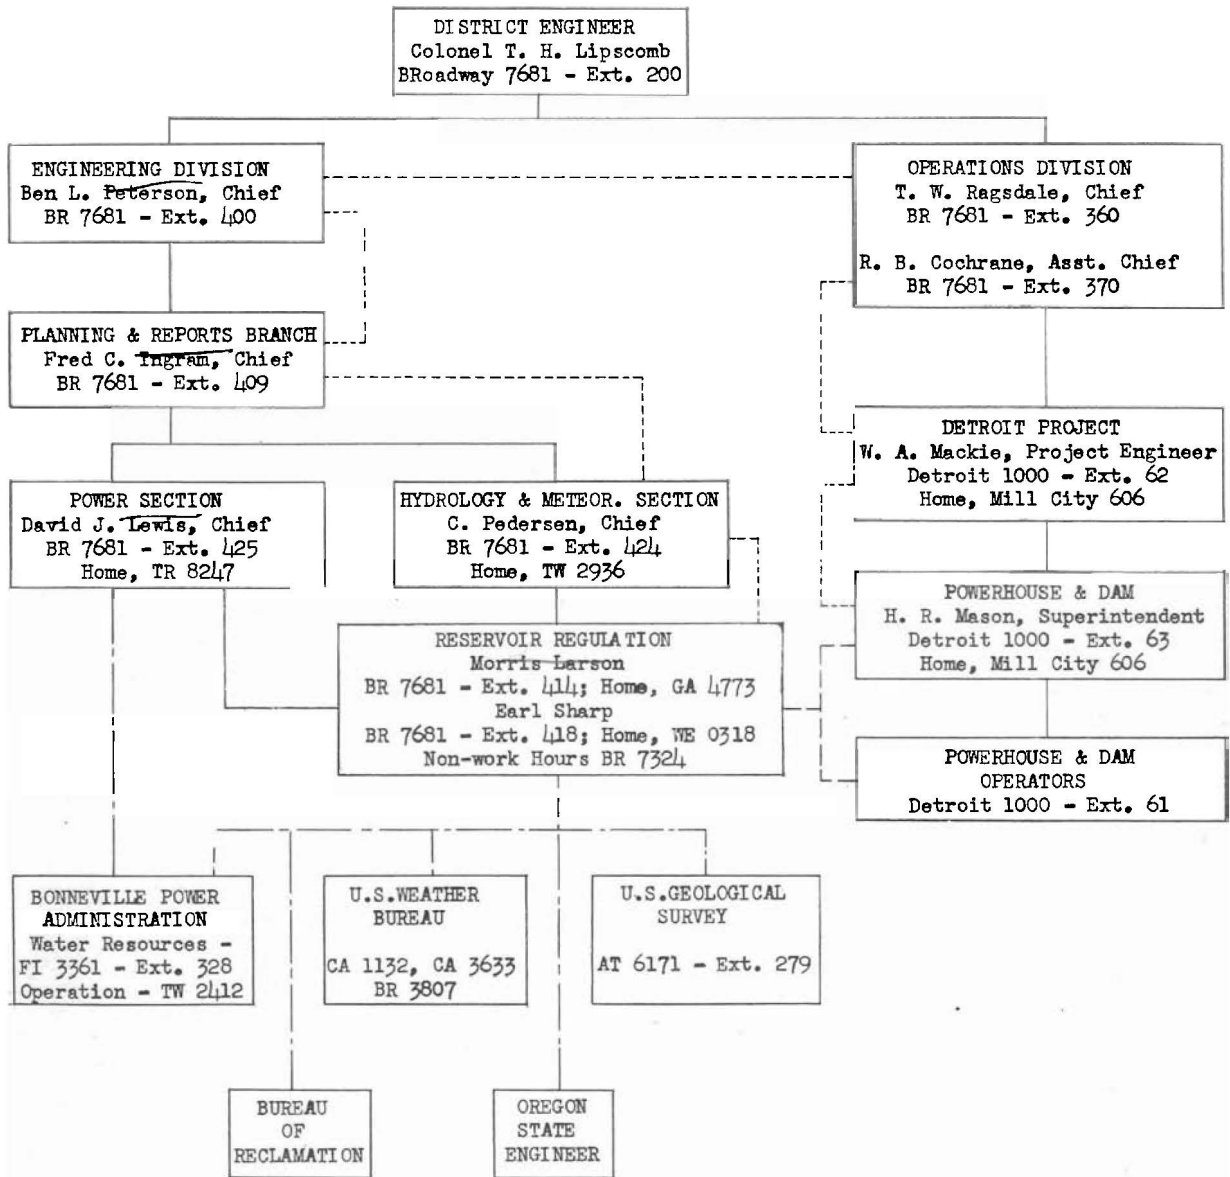 DISTRICT ENGINEER
Colonel T. H. Lipscomb
BRoadway 7681 - Ext. 200
ENGINEERING DIVISION
Ben L. Peterson, Chief
BR 7681 - Ext. 400
OPERATIONS DIVISION
T. W. Ragsdale, Chief
BR 7681 - Ext. 360
R. B. Cochrane, Asst. Chief
BR 7681 - Ext. 370
PLANNING & REPORTS BRANCH
Fred C. Ingram, Chief
BR 7681 - Ext. 409
DETROIT PROJECT
W. A. Mackie, Project Engineer
Detroit 1000 - Ext. 62
Home, Mill City 606
POWER SECTION
David J. Lewis, Chief
BR 7681 - Ext. 425
Home, TR 8247
HYDROLOGY & METEOR. SECTION
C. Pedersen, Chief
BR 7681 - Ext. 424
Home, TW 2936
POWERHOUSE & DAM
H. R. Mason, Superintendent
Detroit 1000 - Ext. 63
Home, Mill City 606
RESERVOIR REGULATION
Morris Larson
BR 7681 - Ext. 414; Home, GA 4773
Earl Sharp
BR 7681 - Ext. 418; Home, WE 0318
Non-work Hours BR 7324
POWERHOUSE & DAM
OPERATORS
Detroit 1000 - Ext. 61
BONNEVILLE POWER
ADMINISTRATION
Water Resources -
FI 3361 - Ext. 328
Operation - TW 2412
U.S.WEATHER
BUREAU
CA 1132, CA 3633
BR 3807
U.S.GEOLOGICAL
SURVEY
AT 6171 - Ext. 279
BUREAU
OF
RECLAMATION
OREGON
STATE
ENGINEER